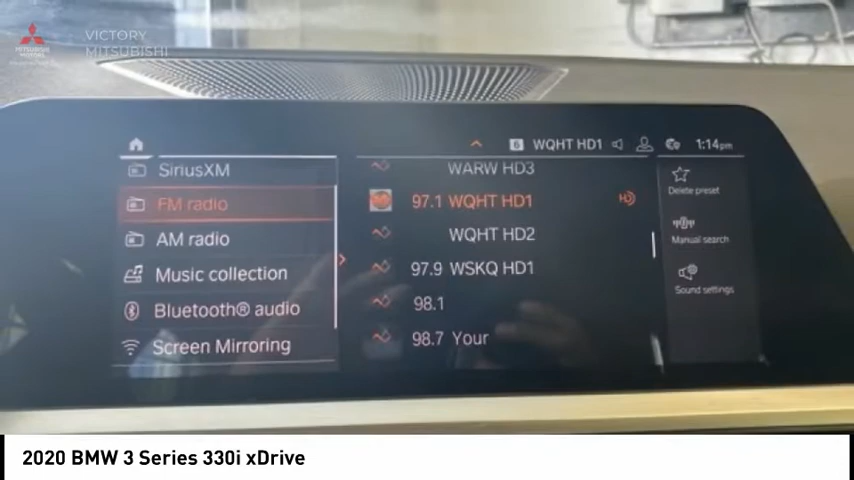 VICTORY
MITSUBISHI
MITSUBISHI
MOTORS
6 WQHT HD1 1:14pm
SiriusXM
FM radio
AM radio
Music collection
Bluetooth® audio
Screen Mirroring
WARW HD3
97.1 WQHT HD1
WQHT HD2
97.9 WSKQ HD1
98.1
98.7 Your
Delete preset
Manual search
Sound settings
2020 BMW 3 Series 330i xDrive